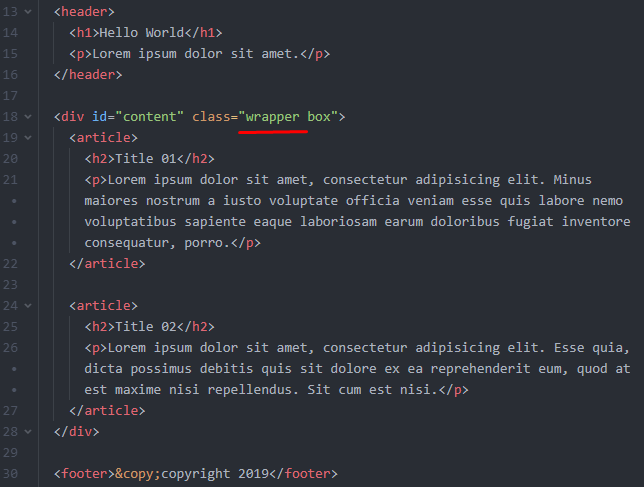 13 <header>
14 <h1>Hello World</h1>
15 <p>Lorem ipsum dolor sit amet.</p>
16 </header>
17
18 <div id="content" class="wrapper box">
19 <article>
20 <h2>Title 01</h2>
21 <p>Lorem ipsum dolor sit amet, consectetur adipisicing elit. Minus
maiores nostrum a iusto voluptate officia veniam esse quis labore nemo
voluptatibus sapiente eaque laboriosam earum doloribus fugiat inventore
consequatur, porro.</p>
22 </article>
23
24 <article>
25 <h2>Title 02</h2>
26 <p>Lorem ipsum dolor sit amet, consectetur adipisicing elit. Esse quia,
dicta possimus debitis quis sit dolore ex ea reprehenderit eum, quod at
est maxime nisi repellendus. Sit cum est nisi.</p>
27 </article>
28 </div>
29
30 <footer>&copy;copyright 2019</footer>